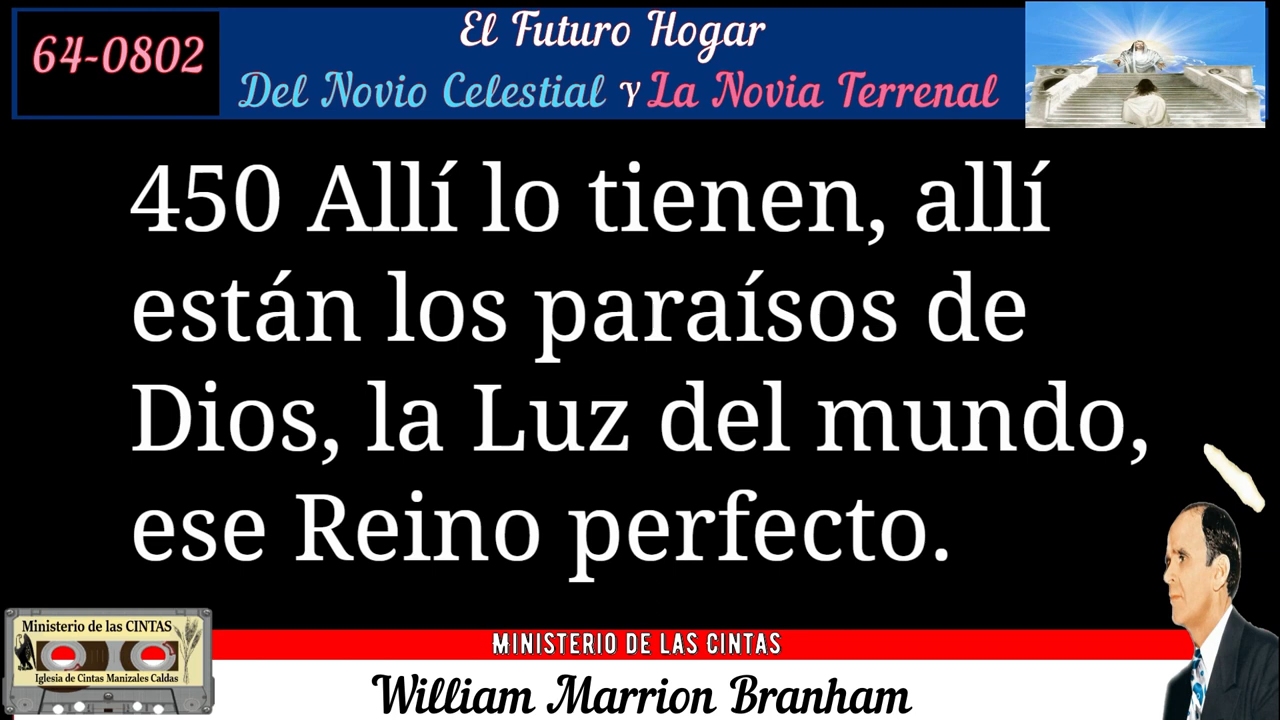 64-0802
El Futuro Hogar
Del Novio Celestial Y La Novia Terrenal
450 Allí lo tienen, allí
están los paraísos de
Dios, la Luz del mundo,
ese Reino perfecto.
Ministerio de las CINTAS
Iglesia de Cintas Manizales Caldas
MINISTERIO DE LAS CINTAS
William Marrion Branham